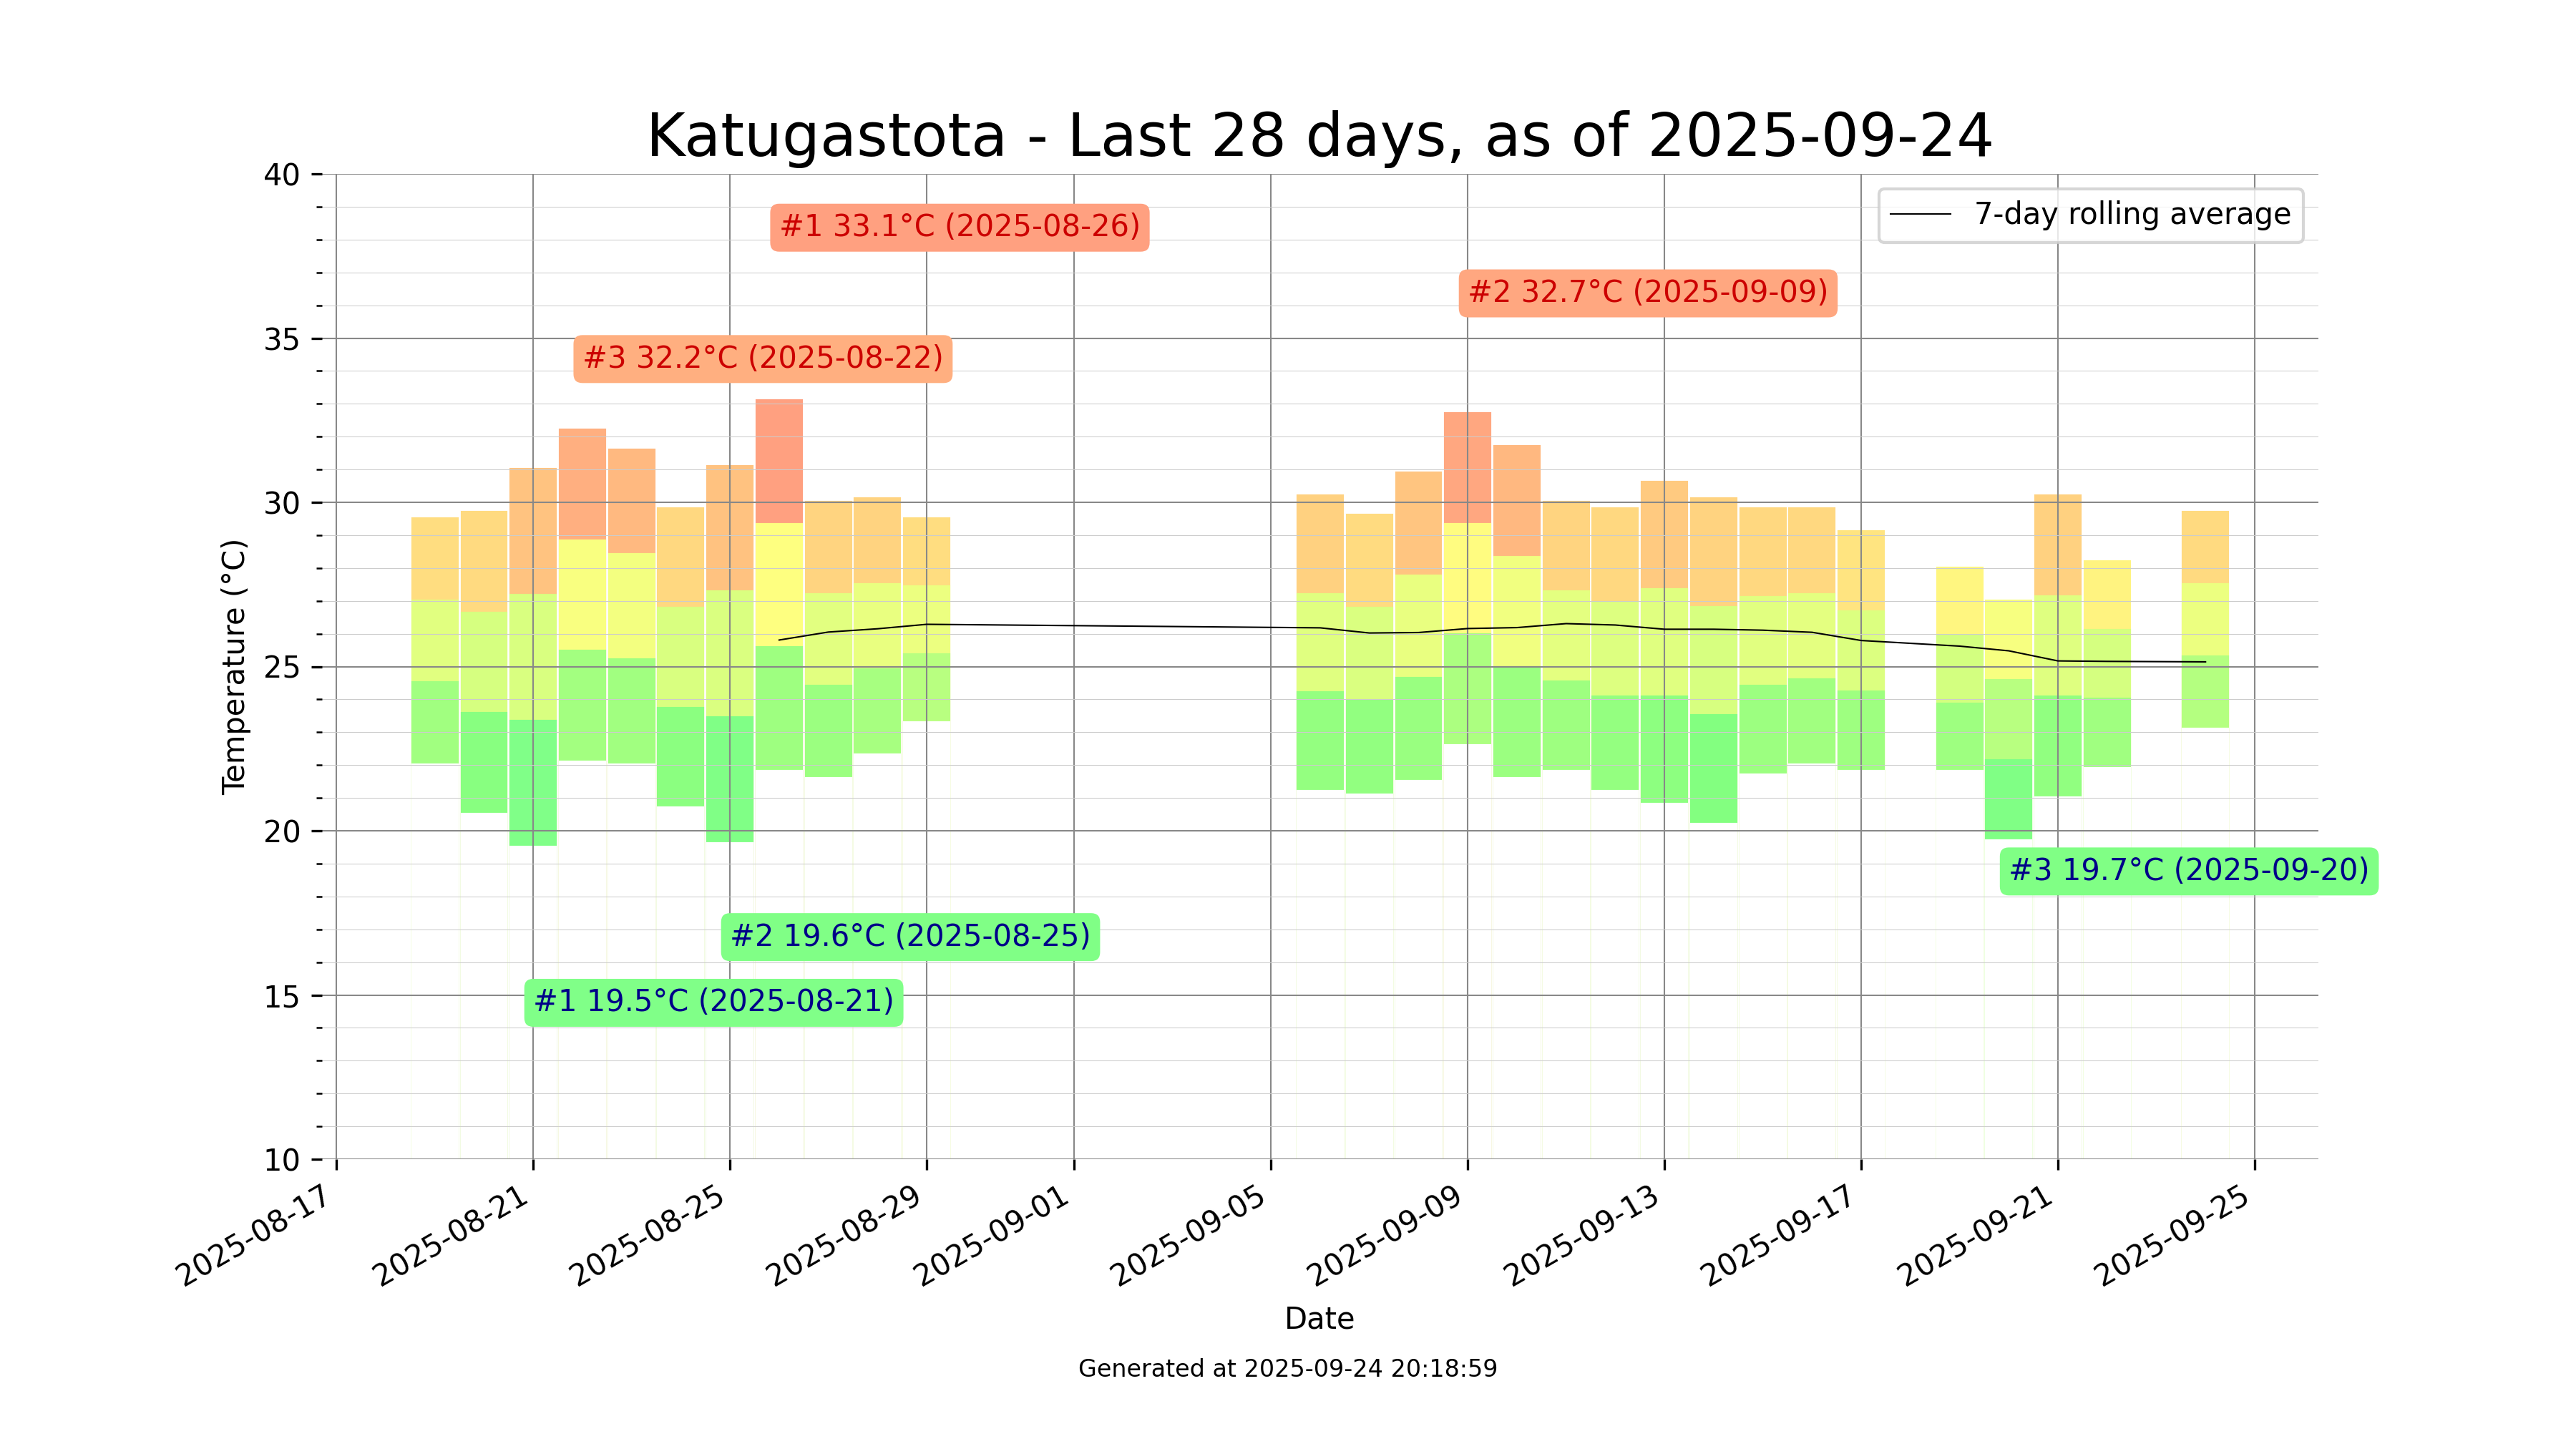 Katugastota - Last 28 days, as of 2025-09-24
7-day rolling average
#1 33.1°C (2025-08-26)
#2 32.7°C (2025-09-09)
#3 32.2°C (2025-08-22)
#3 19.7°C (2025-09-20)
#2 19.6°C (2025-08-25)
#1 19.5°C (2025-08-21)
Temperature (°C)
40
35
30
25
20
15
10
2025-08-17
2025-08-21
2025-08-25
2025-08-29
2025-09-01
2025-09-05
2025-09-09
2025-09-13
2025-09-17
2025-09-21
2025-09-25
Date
Generated at 2025-09-24 20:18:59